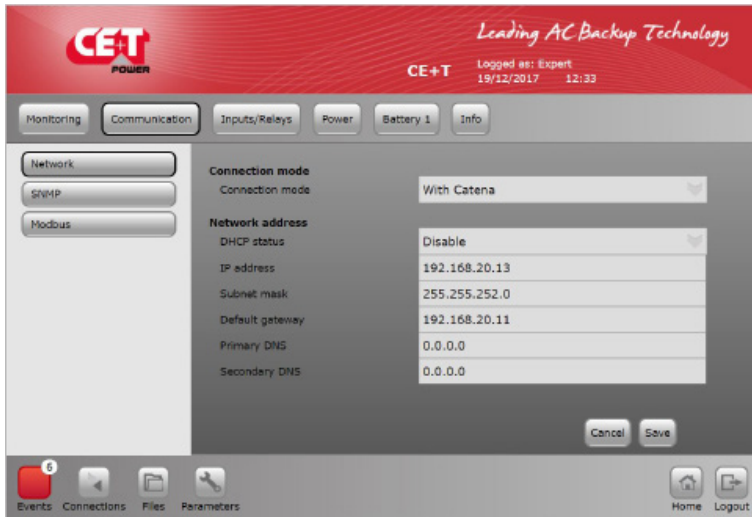 CE+T
POWER
Leading AC Backup Technology
CE+T
Logged as: Expert
19/12/2017 12:33
Monitoring
Communication
Inputs/Relays
Power
Battery 1
Info
Network
SNMP
Modbus
Connection mode
Connection mode With Catena
Network address
DHCP status Disable
IP address 192.168.20.13
Subnet mask 255.255.252.0
Default gateway 192.168.20.11
Primary DNS 0.0.0.0
Secondary DNS 0.0.0.0
Cancel
Save
6
Events
Connections
Files
Parameters
Home
Logout